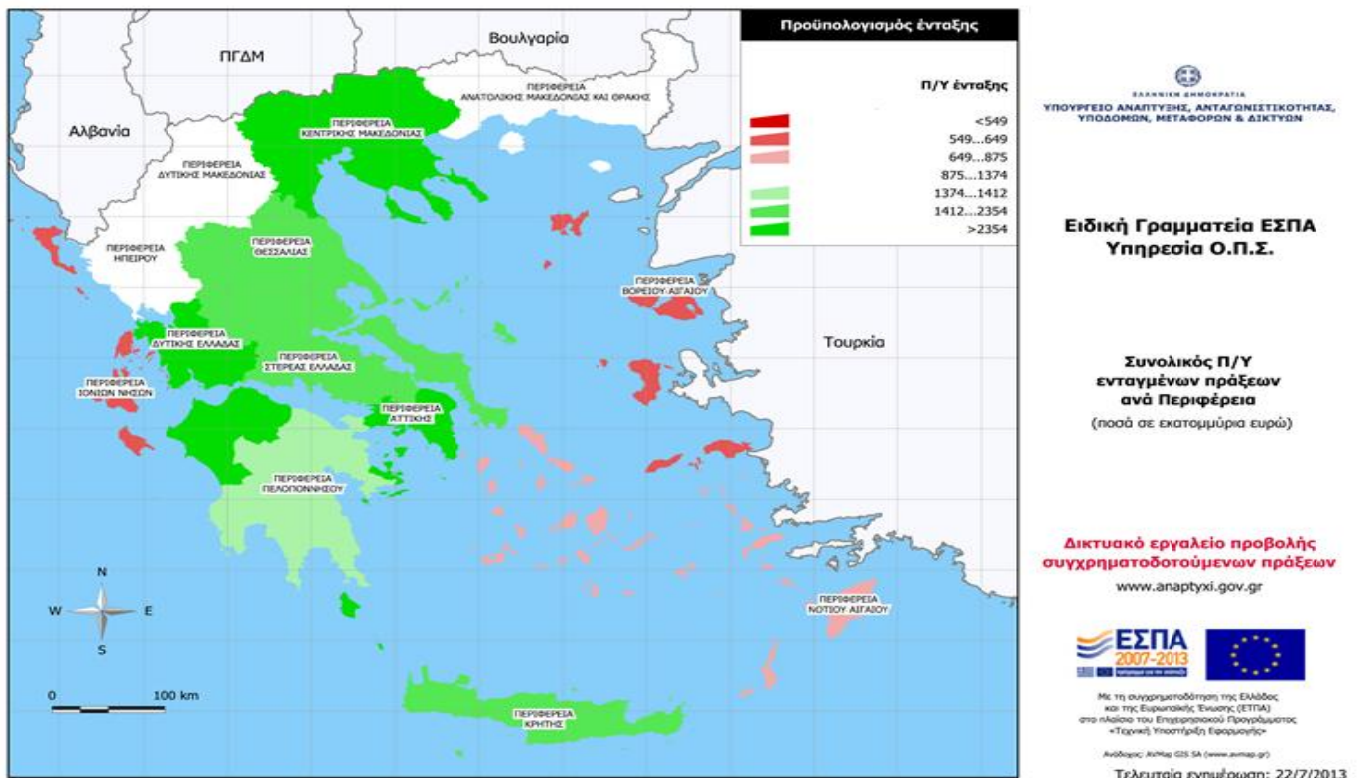 Προϋπολογισμός ένταξης
Π/Υ ένταξης
<549
549...649
649...875
875...1374
1374...1412
1412...2354
>2354
ΠΓΔΜ
Βουλγαρία
Αλβανία
Τουρκία
ΠΕΡΙΦΕΡΕΙΑ
ΑΝΑΤΟΛΙΚΗΣ ΜΑΚΕΔΟΝΙΑΣ ΚΑΙ ΘΡΑΚΗΣ
ΠΕΡΙΦΕΡΕΙΑ
ΚΕΝΤΡΙΚΗΣ ΜΑΚΕΔΟΝΙΑΣ
ΠΕΡΙΦΕΡΕΙΑ
ΔΥΤΙΚΗΣ ΜΑΚΕΔΟΝΙΑΣ
ΠΕΡΙΦΕΡΕΙΑ
ΗΠΕΙΡΟΥ
ΠΕΡΙΦΕΡΕΙΑ
ΘΕΣΣΑΛΙΑΣ
ΠΕΡΙΦΕΡΕΙΑ
ΒΟΡΕΙΟΥ ΑΙΓΑΙΟΥ
ΠΕΡΙΦΕΡΕΙΑ
ΔΥΤΙΚΗΣ ΕΛΛΑΔΑΣ
ΠΕΡΙΦΕΡΕΙΑ
ΣΤΕΡΕΑΣ ΕΛΛΑΔΑΣ
ΠΕΡΙΦΕΡΕΙΑ
ΙΟΝΙΩΝ ΝΗΣΩΝ
ΠΕΡΙΦΕΡΕΙΑ
ΑΤΤΙΚΗΣ
ΠΕΡΙΦΕΡΕΙΑ
ΠΕΛΟΠΟΝΝΗΣΟΥ
ΠΕΡΙΦΕΡΕΙΑ
ΝΟΤΙΟΥ ΑΙΓΑΙΟΥ
ΠΕΡΙΦΕΡΕΙΑ
ΚΡΗΤΗΣ
N
W E
S
0 100 km
ΕΛΛΗΝΙΚΗ ΔΗΜΟΚΡΑΤΙΑ
ΥΠΟΥΡΓΕΙΟ ΑΝΑΠΤΥΞΗΣ, ΑΝΤΑΓΩΝΙΣΤΙΚΟΤΗΤΑΣ,
ΥΠΟΔΟΜΩΝ, ΜΕΤΑΦΟΡΩΝ & ΔΙΚΤΥΩΝ
Ειδική Γραμματεία ΕΣΠΑ
Υπηρεσία Ο.Π.Σ.
Συνολικός Π/Υ
ενταγμένων πράξεων
ανά Περιφέρεια
(ποσά σε εκατομμύρια ευρώ)
Δικτυακό εργαλείο προβολής
συγχρηματοδοτούμενων πράξεων
www.anaptyxi.gov.gr
ΕΣΠΑ
2007-2013
Με τη συγχρηματοδότηση της Ελλάδας
και της Ευρωπαϊκής Ένωσης (ΕΤΠΑ)
στο πλαίσιο του Επιχειρησιακού Προγράμματος
«Τεχνική Υποστήριξη Εφαρμογής»
Ανάδοχος: AVMap GIS SA (www.avmap.gr)
Τελευταία ενημέρωση: 22/7/2013